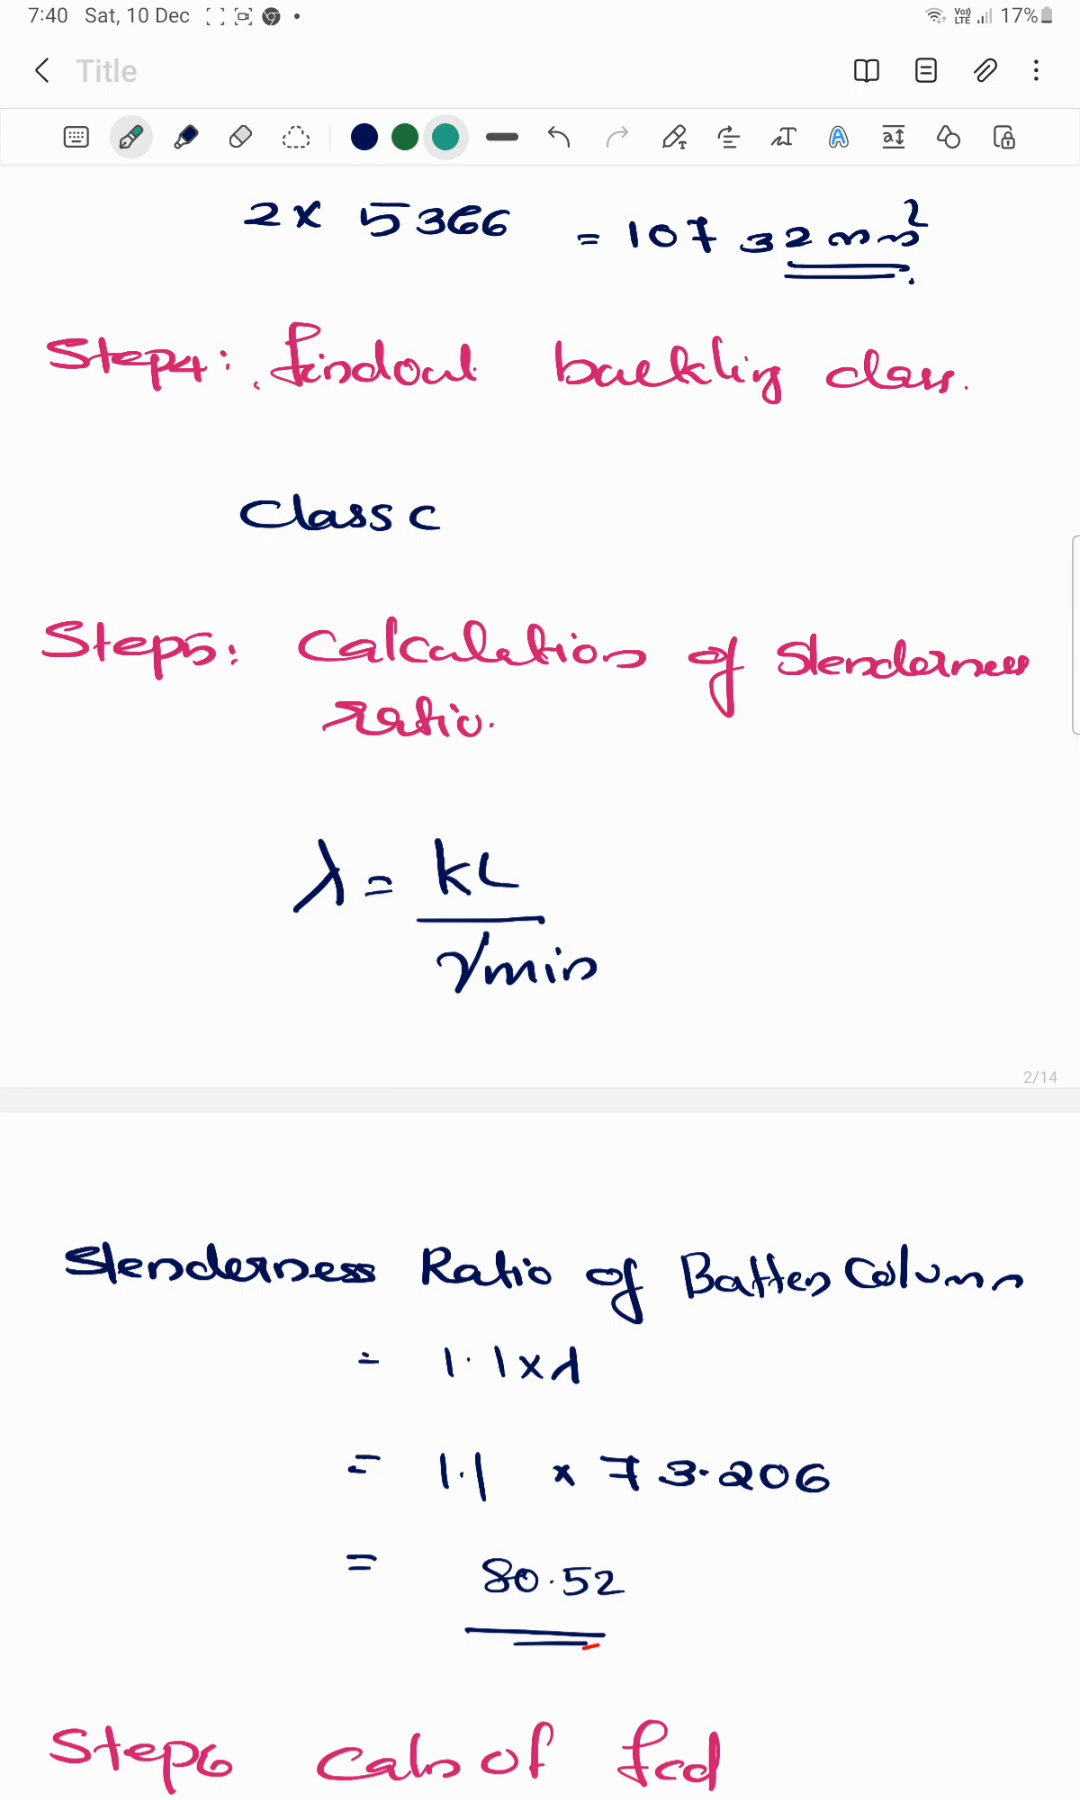 7:40 Sat, 10 Dec
17%
Title
2 x 5366 = 10732 mm²
Step4: findout buckling class.
Class c
Step5: Calculation of Slenderness
ratio.
λ = kL
rmin
2/14
Slenderness Ratio of Batten Column
= 1.1 x λ
= 1.1 x 73.206
= 80.52
Step6 Caln of fcd